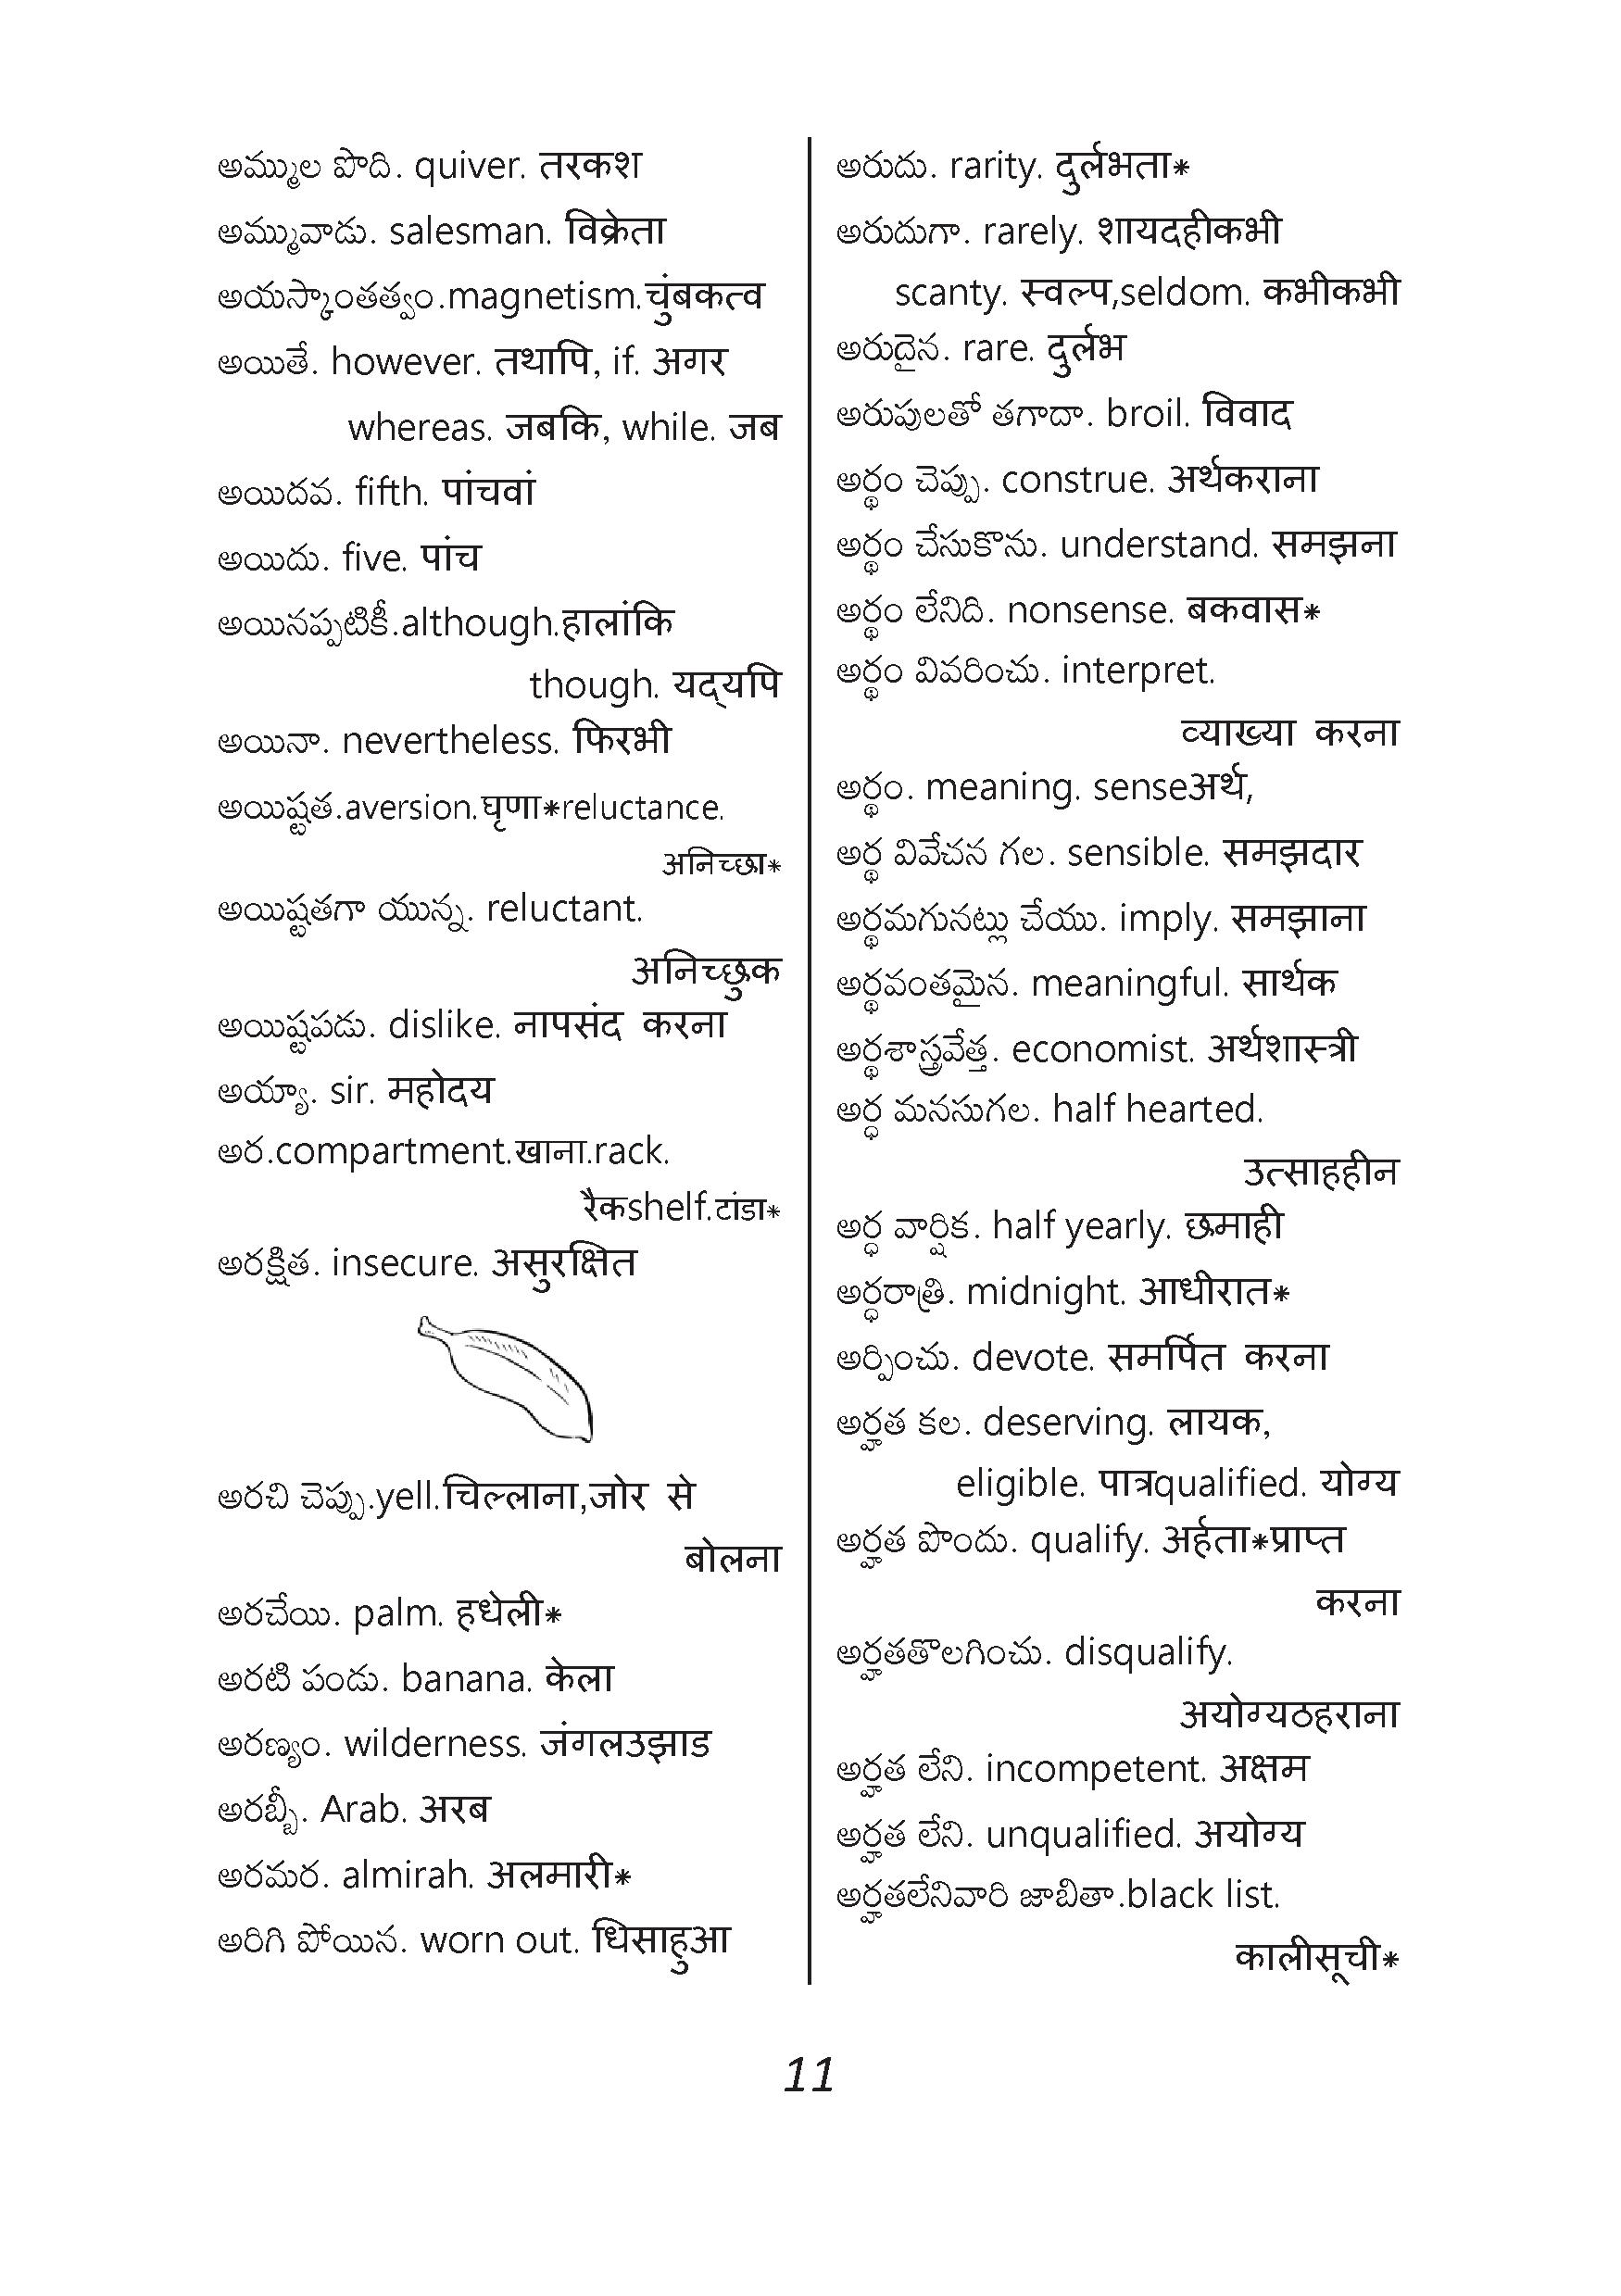 అమ్ముల పొది. quiver. तरकश
అమ్మువాడు. salesman. विक्रेता
అయస్కాంతత్వం.magnetism.चुंबकत्व
అయితే. however. तथापि, if. अगर
whereas. जबकि, while. जब
అయిదవ. fifth. पांचवां
అయిదు. five. पांच
అయినప్పటికీ.although.हालांकि
though. यद्यपि
అయినా. nevertheless. फिरभी
అయిష్టత.aversion.घृणा*reluctance.
अनिच्छा*
అయిష్టతగా యున్న. reluctant.
अनिच्छुक
అయిష్టపడు. dislike. नापसंद करना
అయ్యా. sir. महोदय
అర.compartment.खाना.rack.
रैकshelf.टांडा*
అరక్షిత. insecure. असुरक्षित
అరచి చెప్పు.yell.चिल्लाना,जोर से
बोलना
అరచేయి. palm. हधेली*
అరటి పండు. banana. केला
అరణ్యం. wilderness. जंगलउझाड
అరబ్బీ. Arab. अरब
అరమర. almirah. अलमारी*
అరిగి పోయిన. worn out. धिसाहुआ
అరుదు. rarity. दुर्लभता*
అరుదుగా. rarely. शायदहीकभी
scanty. स्वल्प,seldom. कभीकभी
అరుదైన. rare. दुर्लभ
అరుపులతో తగాదా. broil. विवाद
అర్థం చెప్పు. construe. अर्थकराना
అర్థం చేసుకొను. understand. समझना
అర్థం లేనిది. nonsense. बकवास*
అర్థం వివరించు. interpret.
व्याख्या करना
అర్థం. meaning. senseअर्थ,
అర్థ వివేచన గల. sensible. समझदार
అర్థమగునట్లు చేయు. imply. समझाना
అర్థవంతమైన. meaningful. सार्थक
అర్థశాస్త్రవేత్త. economist. अर्थशास्त्री
అర్ధ మనసుగల. half hearted.
उत्साहहीन
అర్ధ వార్షిక. half yearly. छमाही
అర్ధరాత్రి. midnight. आधीरात*
అర్పించు. devote. समर्पित करना
అర్హత కల. deserving. लायक,
eligible. पात्रqualified. योग्य
అర్హత పొందు. qualify. अर्हता*प्राप्त
करना
అర్హతతొలగించు. disqualify.
अयोग्यठहराना
అర్హత లేని. incompetent. अक्षम
అర్హత లేని. unqualified. अयोग्य
అర్హతలేనివారి జాబితా.black list.
कालीसूची*
11